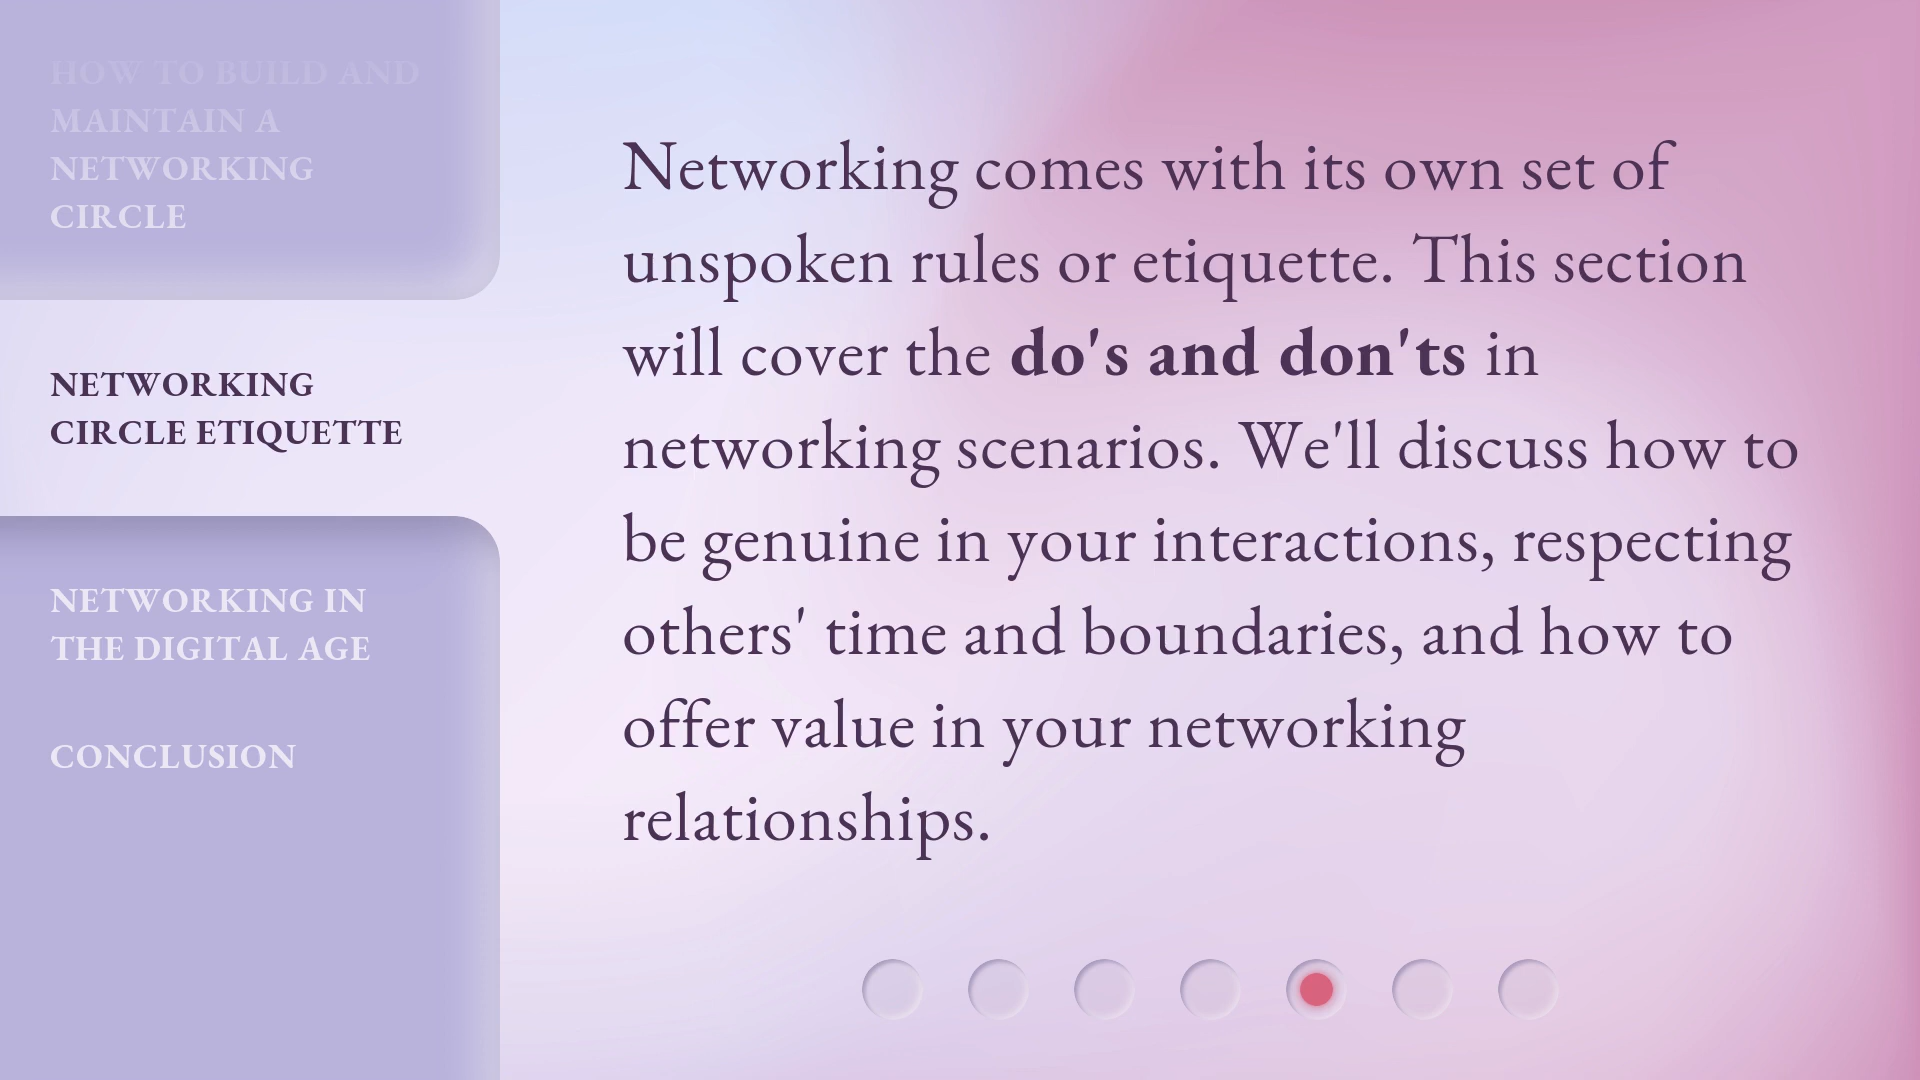 HOW TO BUILD AND
MAINTAIN A
NETWORKING
CIRCLE
NETWORKING
CIRCLE ETIQUETTE
NETWORKING IN
THE DIGITAL AGE
CONCLUSION
Networking comes with its own set of
unspoken rules or etiquette. This section
will cover the do's and don'ts in
networking scenarios. We'll discuss how to
be genuine in your interactions, respecting
others' time and boundaries, and how to
offer value in your networking
relationships.